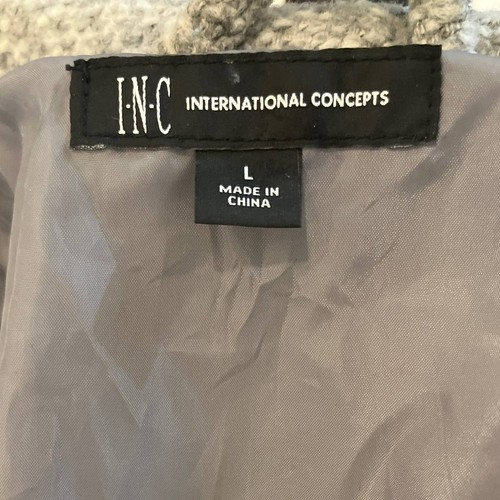 I·N·C INTERNATIONAL CONCEPTS
L
MADE IN
CHINA